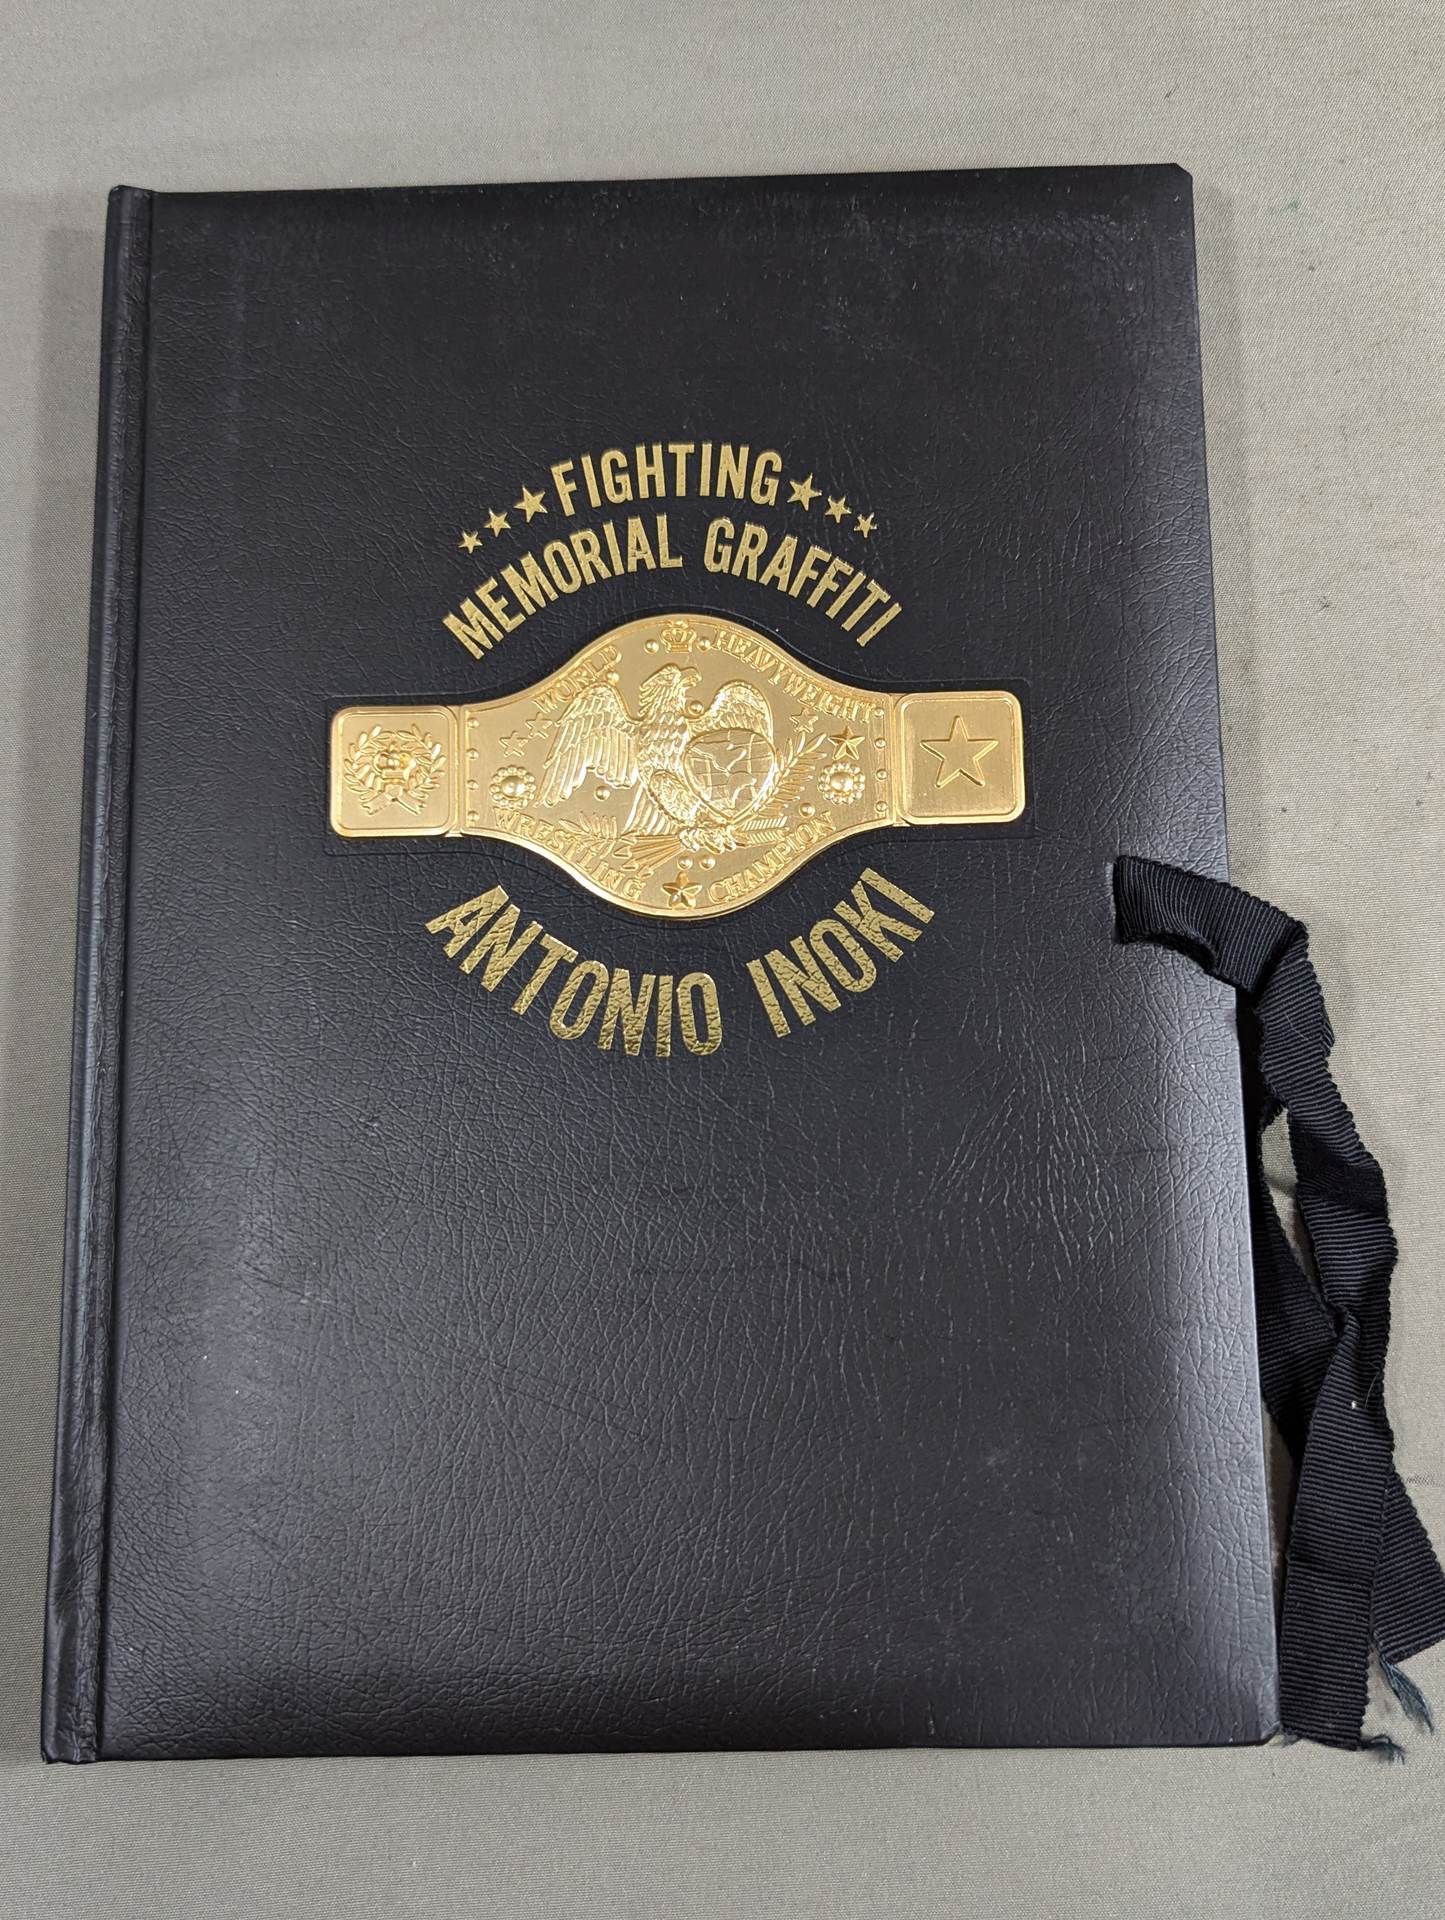 FIGHTING
MEMORIAL GRAFFITI
WORLD HEAVYWEIGHT
WRESTLING CHAMPION
ANTONIO INOKI